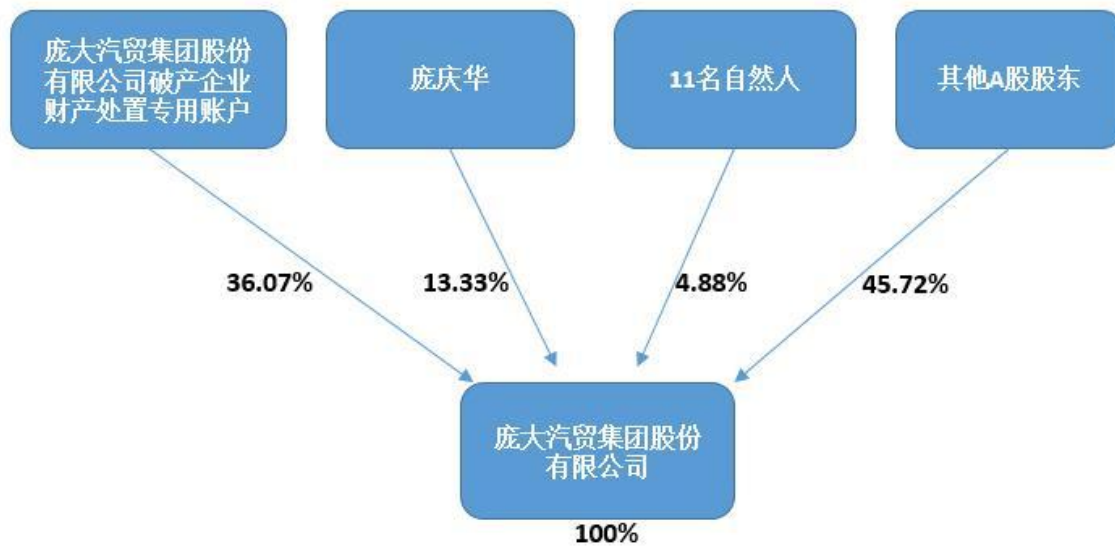 庞大汽贸集团股份
有限公司破产企业
财产处置专用账户
庞庆华
11名自然人
其他A股股东
36.07%
13.33%
4.88%
45.72%
庞大汽贸集团股份
有限公司
100%